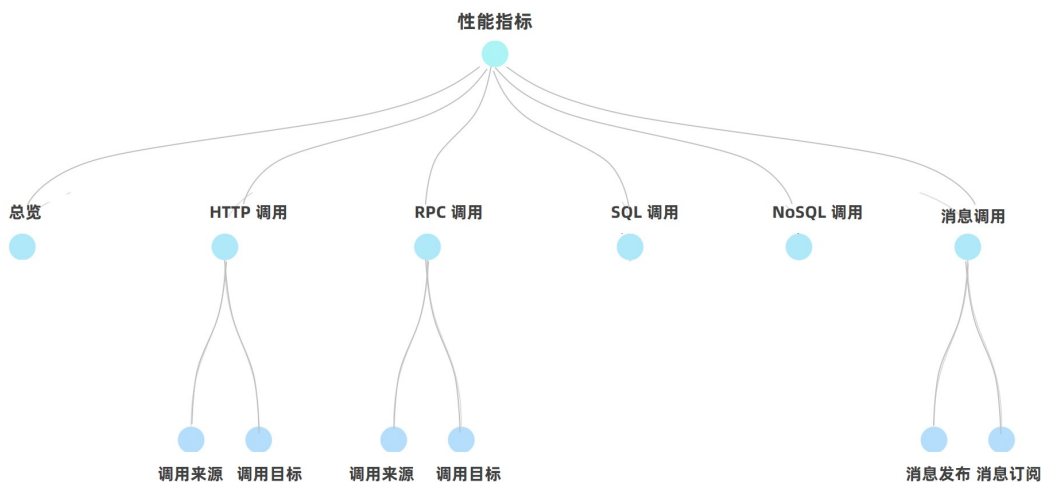 性能指标
总览
HTTP 调用
RPC 调用
SQL 调用
NoSQL 调用
消息调用
调用来源
调用目标
调用来源
调用目标
消息发布
消息订阅